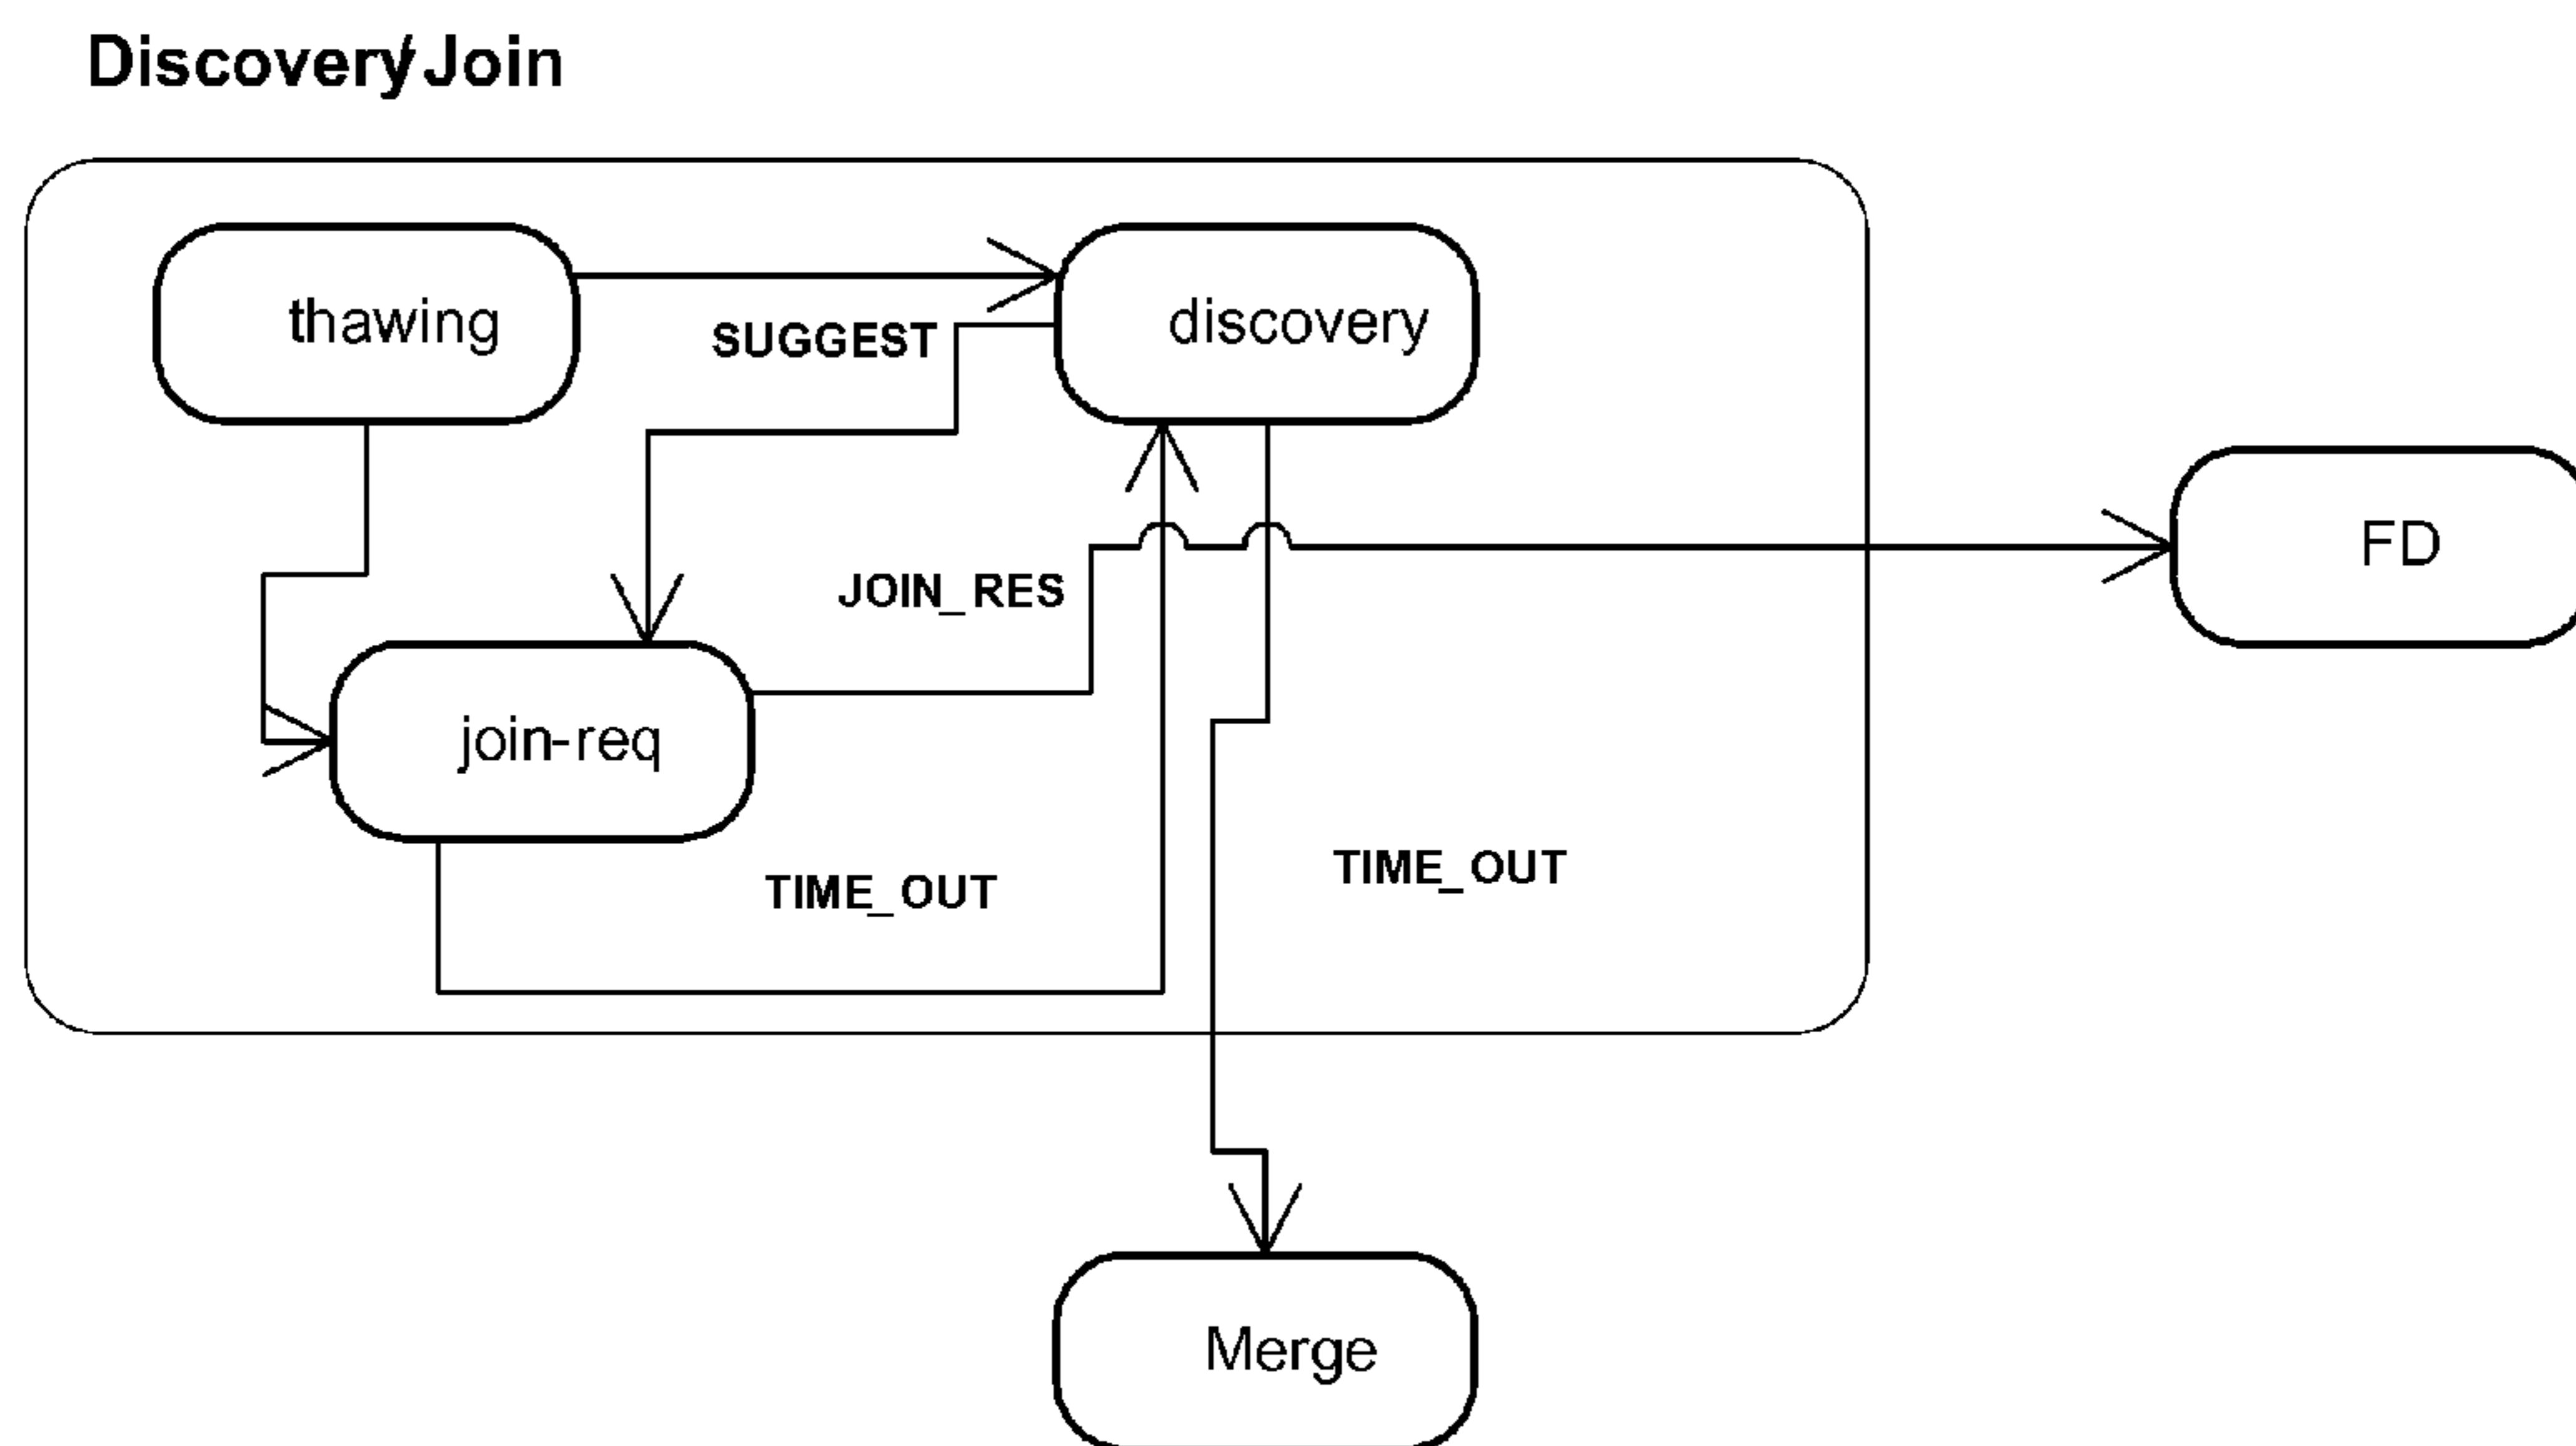 Discovery/Join
thawing
discovery
SUGGEST
FD
JOIN_RES
join-req
TIME_OUT
TIME_OUT
Merge